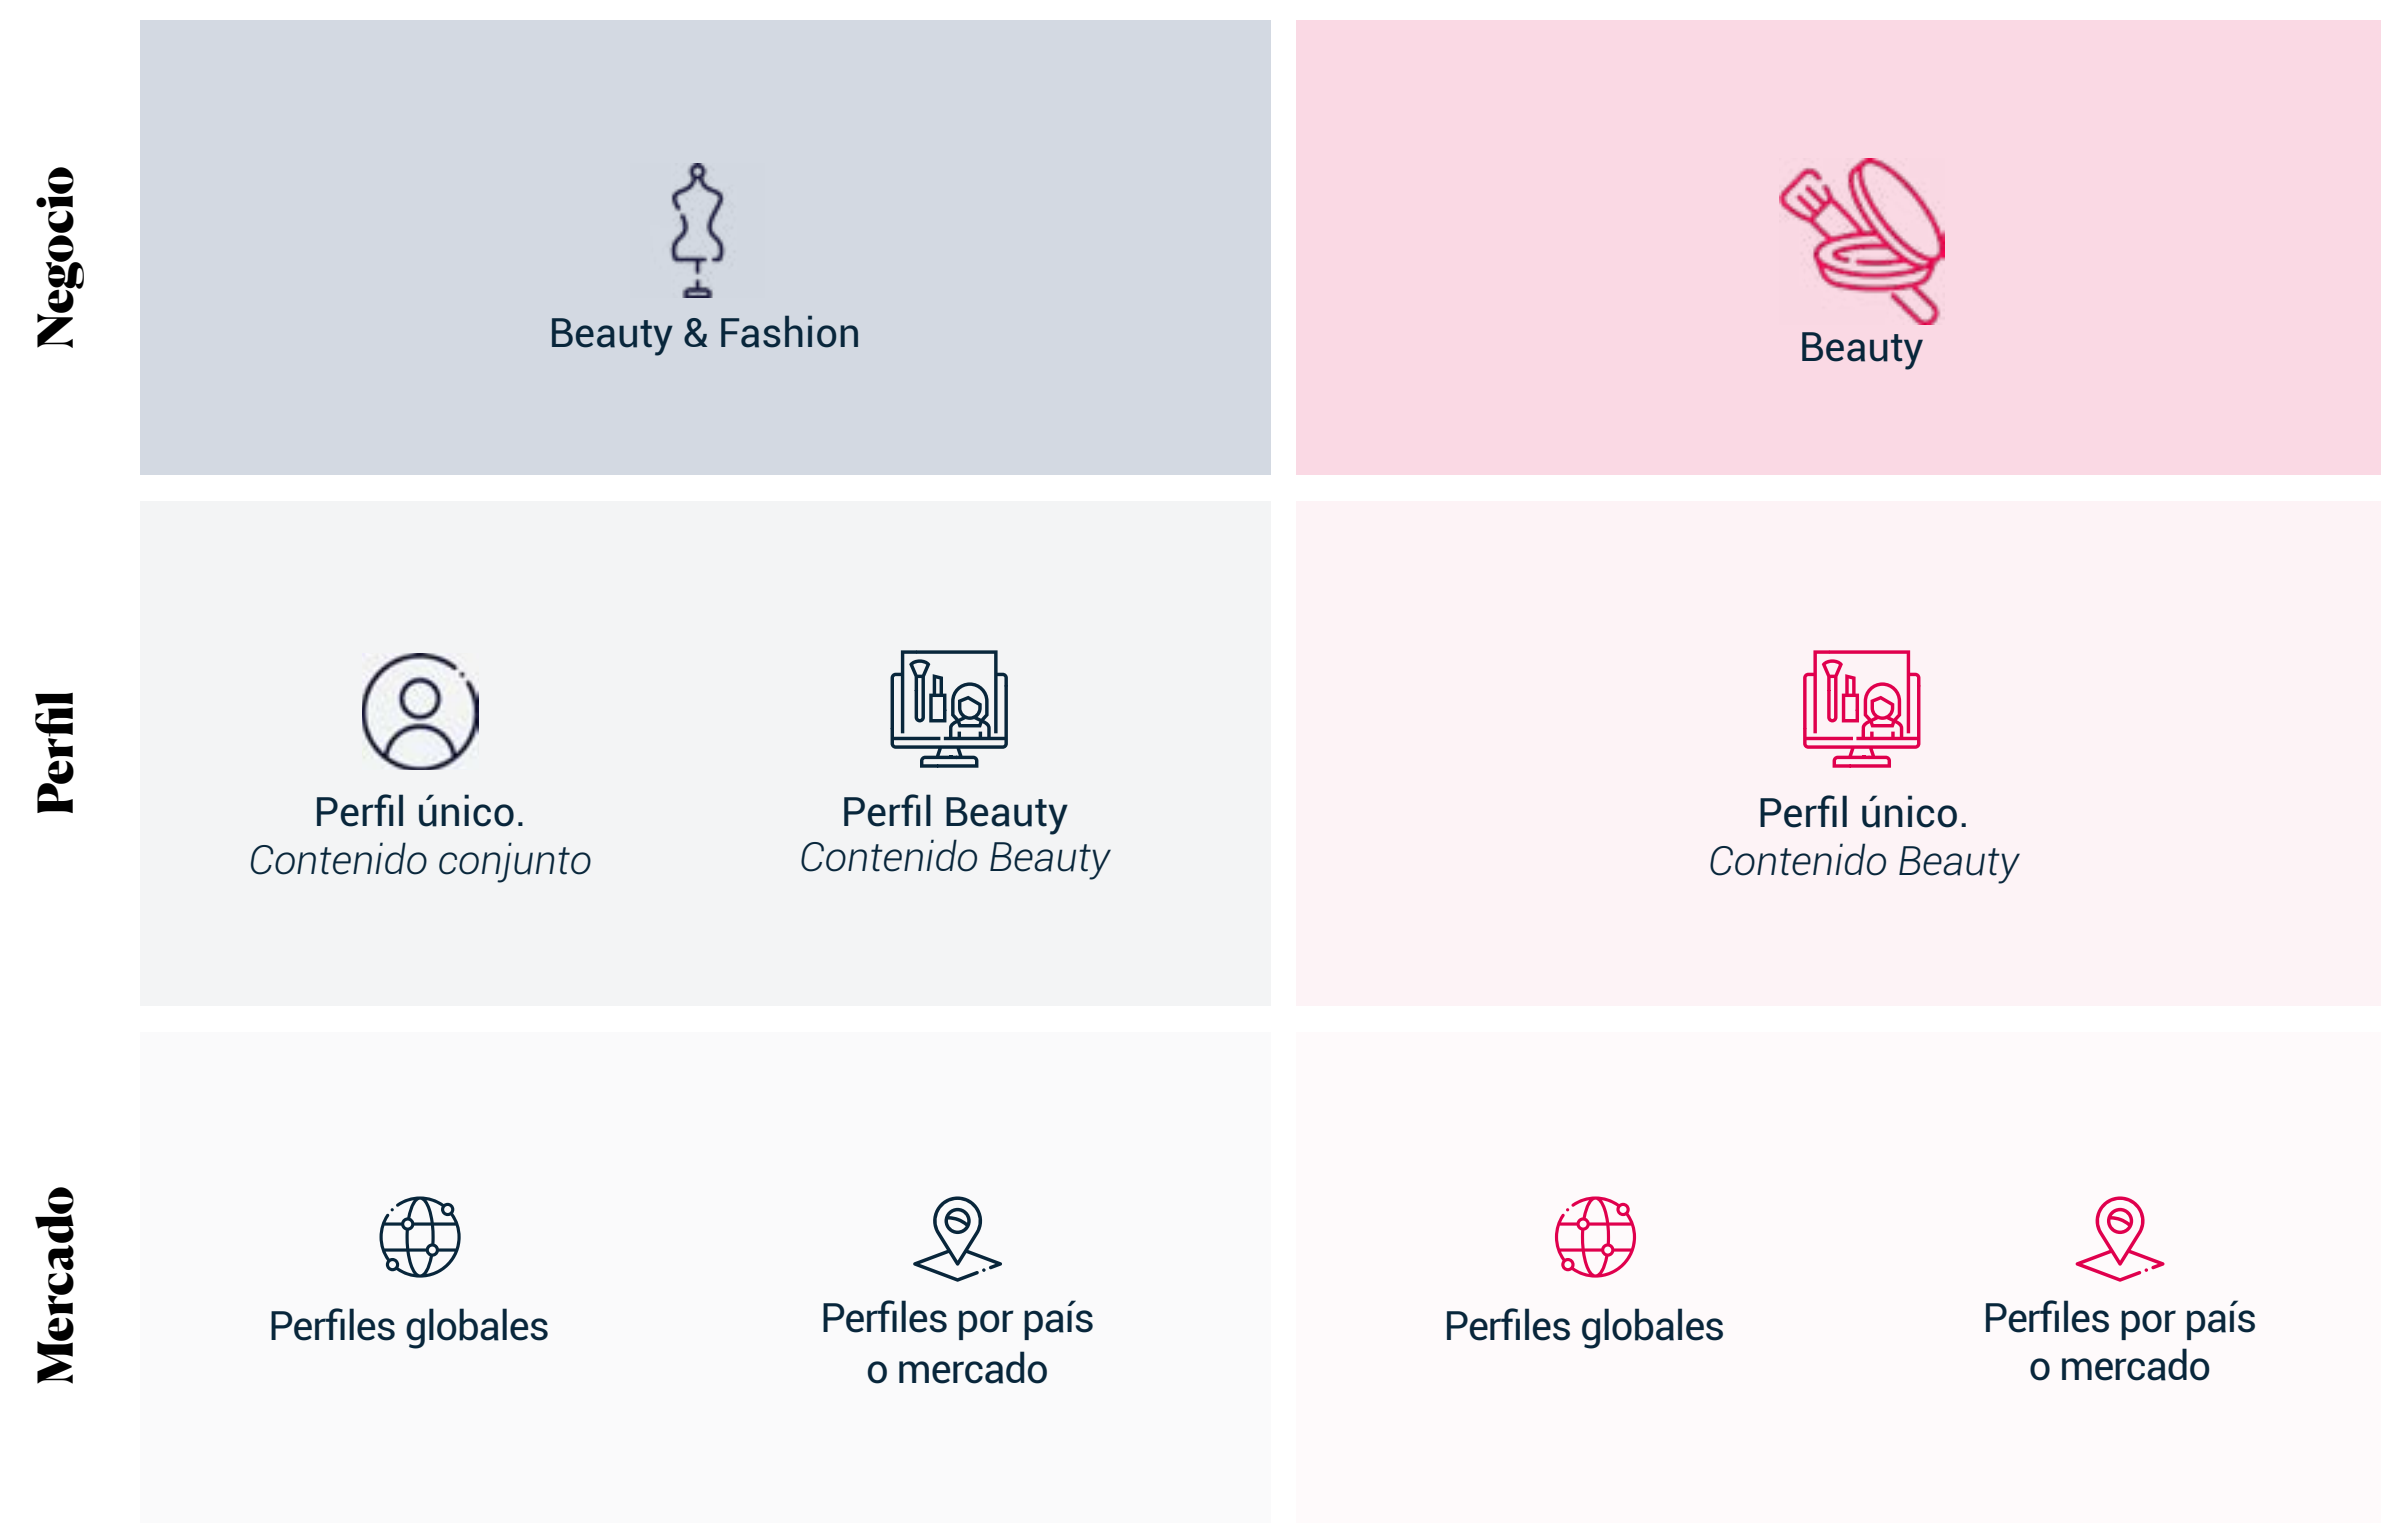 Negocio
Beauty & Fashion
Beauty
Perfil
Perfil único.
Contenido conjunto
Perfil Beauty
Contenido Beauty
Perfil único.
Contenido Beauty
Mercado
Perfiles globales
Perfiles por país
o mercado
Perfiles globales
Perfiles por país
o mercado